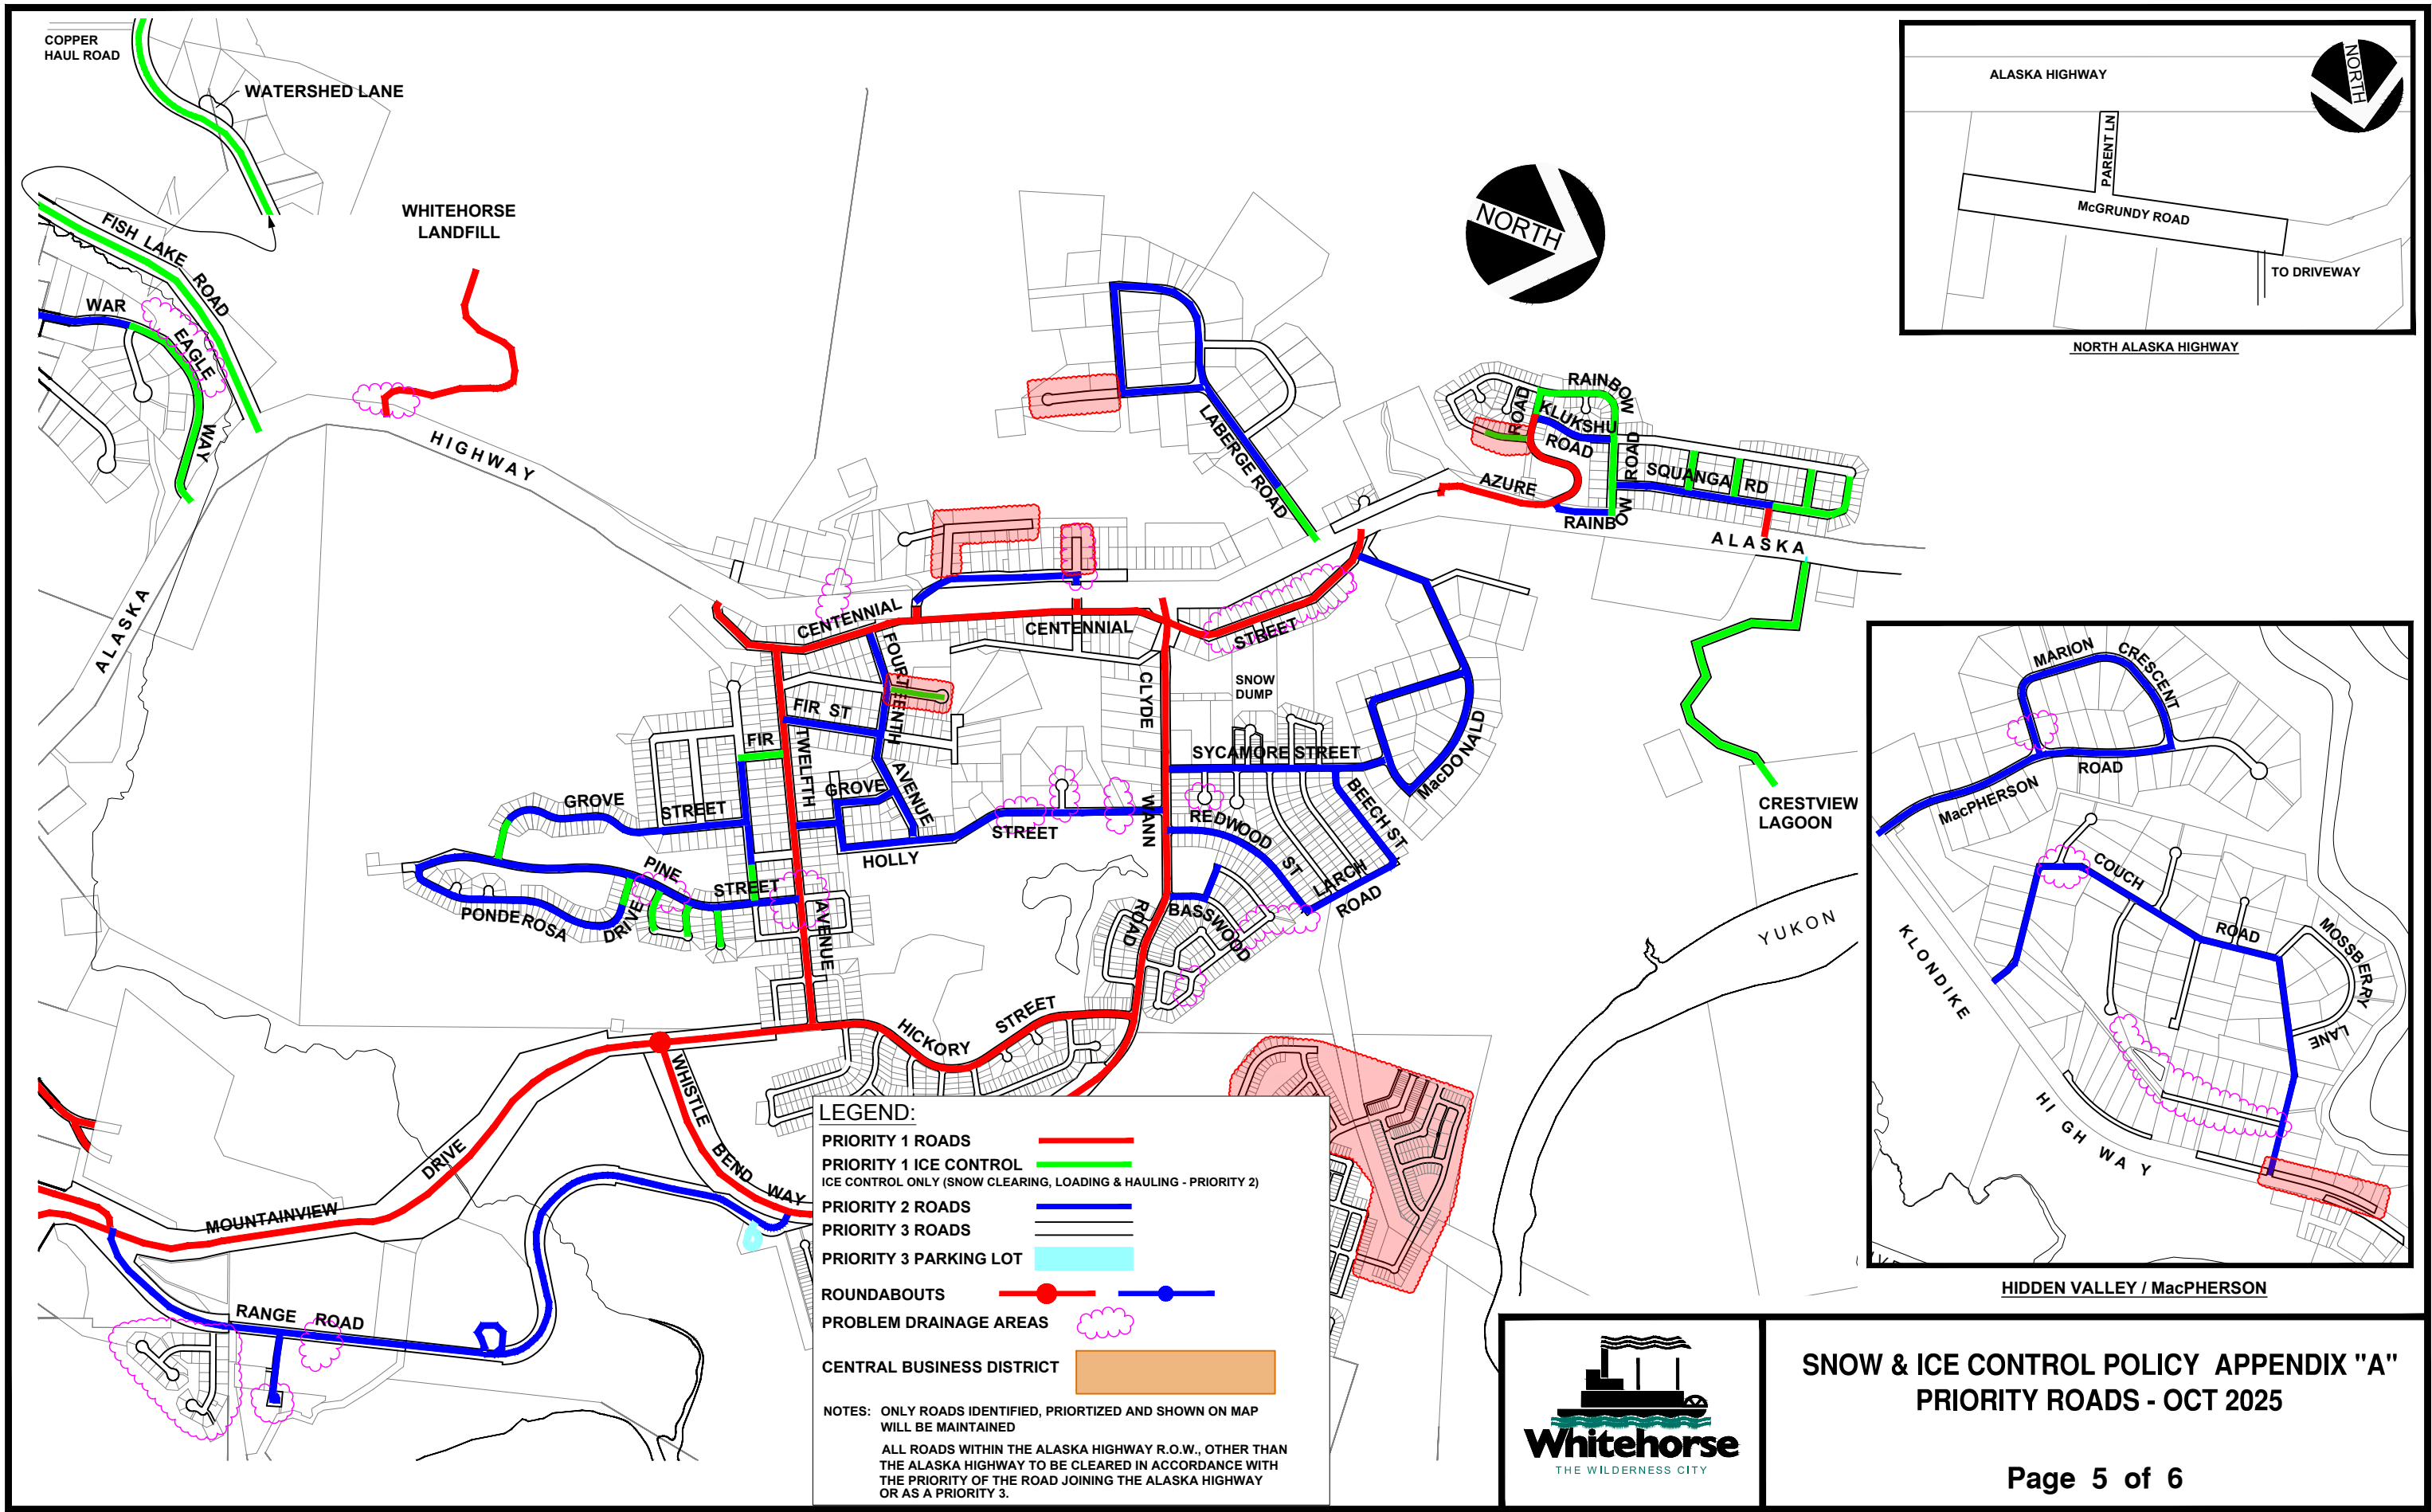 COPPER
HAUL ROAD
WATERSHED LANE
WHITEHORSE
LANDFILL
FISH LAKE ROAD
WAR EAGLE WAY
ALASKA HIGHWAY
NORTH
LABERGE ROAD
RAINBOW ROAD
ROAD
KLUKSHU
ROAD
AZURE
SQUANGA RD
RAINBOW
ALASKA
CENTENNIAL
CENTENNIAL
STREET
FOURTEENTH AVENUE
FIR ST
FIR
TWELFTH AVENUE
GROVE
GROVE STREET
HOLLY STREET
PINE STREET
PONDEROSA DRIVE
CLYDE WANN ROAD
SNOW
DUMP
SYCAMORE STREET
MacDONALD
BEECH ST
REDWOOD ST
LARCH
ROAD
BASSWOOD
HICKORY STREET
WHISTLE BEND WAY
MOUNTAINVIEW DRIVE
RANGE ROAD
YUKON
CRESTVIEW
LAGOON
ALASKA HIGHWAY
NORTH
PARENT LN
McGRUNDY ROAD
TO DRIVEWAY
NORTH ALASKA HIGHWAY
MARION CRESCENT
MacPHERSON ROAD
COUCH ROAD
MOSSBERRY LANE
KLONDIKE HIGHWAY
HIDDEN VALLEY / MacPHERSON
LEGEND:
PRIORITY 1 ROADS
PRIORITY 1 ICE CONTROL
ICE CONTROL ONLY (SNOW CLEARING, LOADING & HAULING - PRIORITY 2)
PRIORITY 2 ROADS
PRIORITY 3 ROADS
PRIORITY 3 PARKING LOT
ROUNDABOUTS
PROBLEM DRAINAGE AREAS
CENTRAL BUSINESS DISTRICT
NOTES: ONLY ROADS IDENTIFIED, PRIORTIZED AND SHOWN ON MAP
WILL BE MAINTAINED
ALL ROADS WITHIN THE ALASKA HIGHWAY R.O.W., OTHER THAN
THE ALASKA HIGHWAY TO BE CLEARED IN ACCORDANCE WITH
THE PRIORITY OF THE ROAD JOINING THE ALASKA HIGHWAY
OR AS A PRIORITY 3.
Whitehorse
THE WILDERNESS CITY
SNOW & ICE CONTROL POLICY APPENDIX "A"
PRIORITY ROADS - OCT 2025
Page 5 of 6